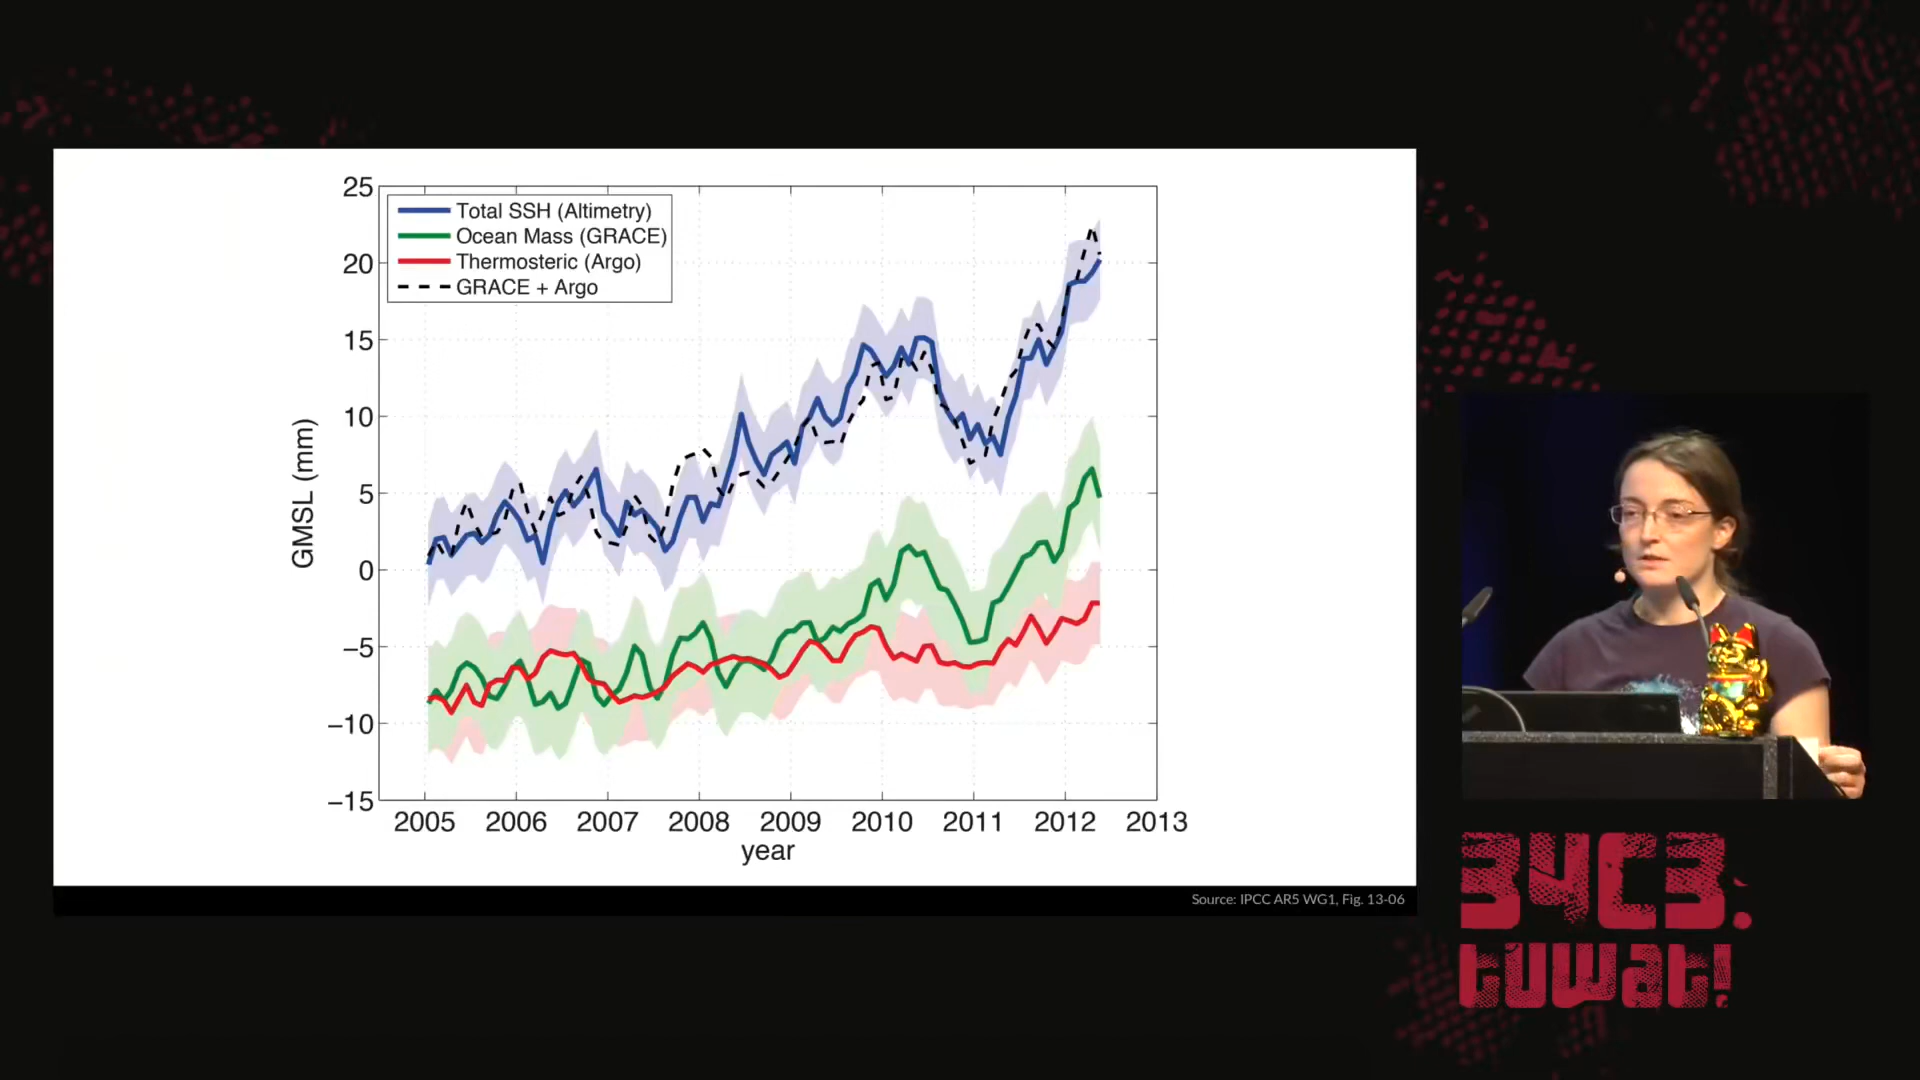 25
20
15
10
5
0
−5
−10
−15
GMSL (mm)
Total SSH (Altimetry)
Ocean Mass (GRACE)
Thermosteric (Argo)
GRACE + Argo
2005 2006 2007 2008 2009 2010 2011 2012 2013
year
Source: IPCC AR5 WG1, Fig. 13-06
34C3.
tuwat!